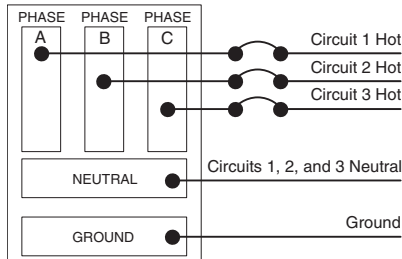 PHASE PHASE PHASE
A B C
Circuit 1 Hot
Circuit 2 Hot
Circuit 3 Hot
NEUTRAL
Circuits 1, 2, and 3 Neutral
GROUND
Ground